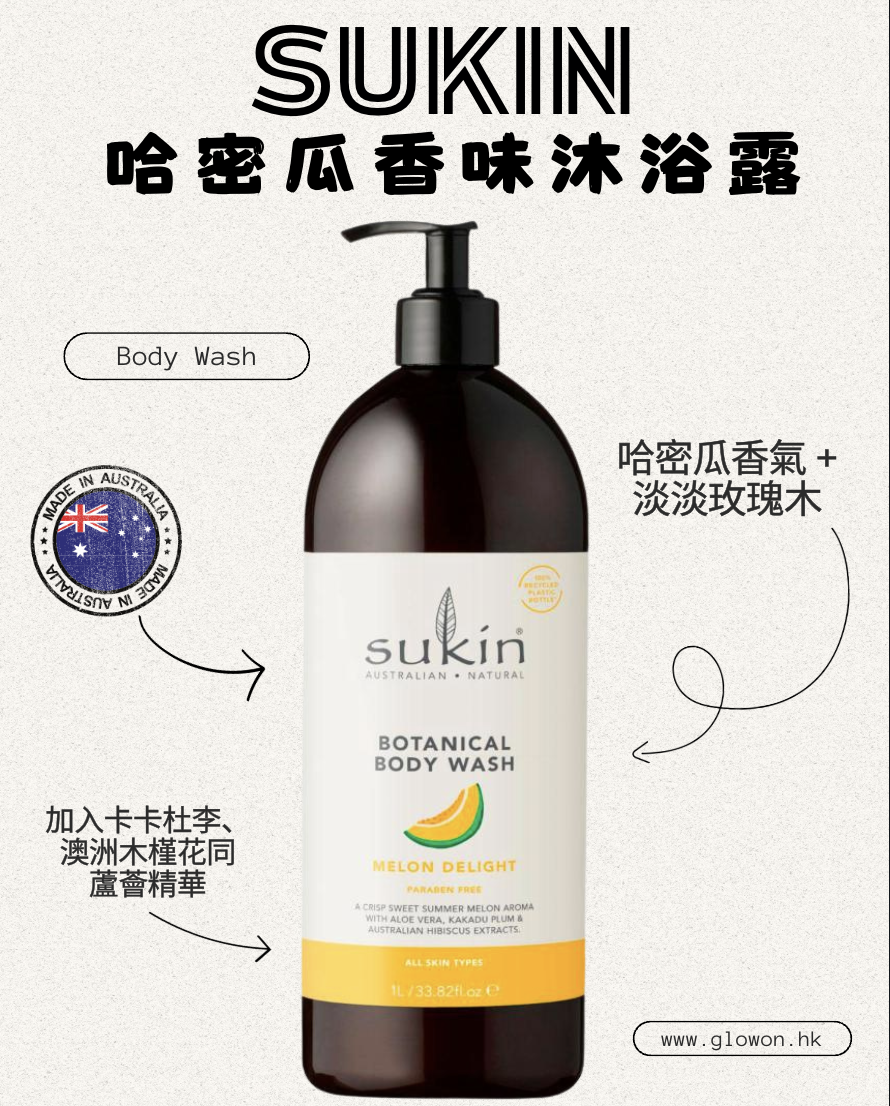 SUKIN
哈密瓜香味沐浴露
Body Wash
哈密瓜香氣 +
淡淡玫瑰木
MADE IN AUSTRALIA
MADE IN AUSTRALIA
100%
RECYCLED
PLASTIC
BOTTLE*
sukin®
AUSTRALIAN • NATURAL
BOTANICAL
BODY WASH
MELON DELIGHT
PARABEN FREE
A CRISP SWEET SUMMER MELON AROMA
WITH ALOE VERA, KAKADU PLUM &
AUSTRALIAN HIBISCUS EXTRACTS.
ALL SKIN TYPES
1L/33.82fl.oz ℮
加入卡卡杜李、
澳洲木槿花同
蘆薈精華
www.glowon.hk